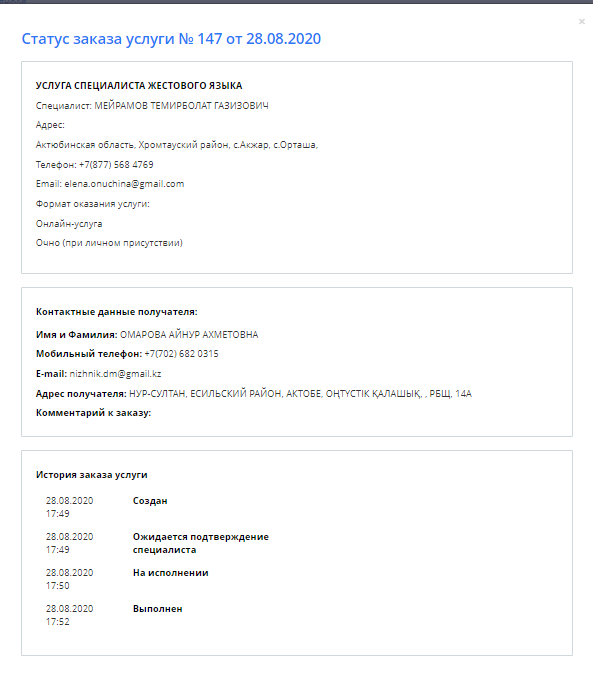 Статус заказа услуги № 147 от 28.08.2020
УСЛУГА СПЕЦИАЛИСТА ЖЕСТОВОГО ЯЗЫКА
Специалист: МЕЙРАМОВ ТЕМИРБОЛАТ ГАЗИЗОВИЧ
Адрес:
Актюбинская область, Хромтауский район, с.Акжар, с.Орташа,
Телефон: +7(877) 568 4769
Email: elena.onuchina@gmail.com
Формат оказания услуги:
Онлайн-услуга
Очно (при личном присутствии)
Контактные данные получателя:
Имя и Фамилия: ОМАРОВА АЙНУР АХМЕТОВНА
Мобильный телефон: +7(702) 682 0315
E-mail: nizhnik.dm@gmail.kz
Адрес получателя: НУР-СУЛТАН, ЕСИЛЬСКИЙ РАЙОН, АКТОБЕ, ОҢТҮСТІК ҚАЛАШЫҚ, , РБЩ, 14А
Комментарий к заказу:
История заказа услуги
28.08.2020 Создан
17:49
28.08.2020 Ожидается подтверждение
17:49 специалиста
28.08.2020 На исполнении
17:50
28.08.2020 Выполнен
17:52